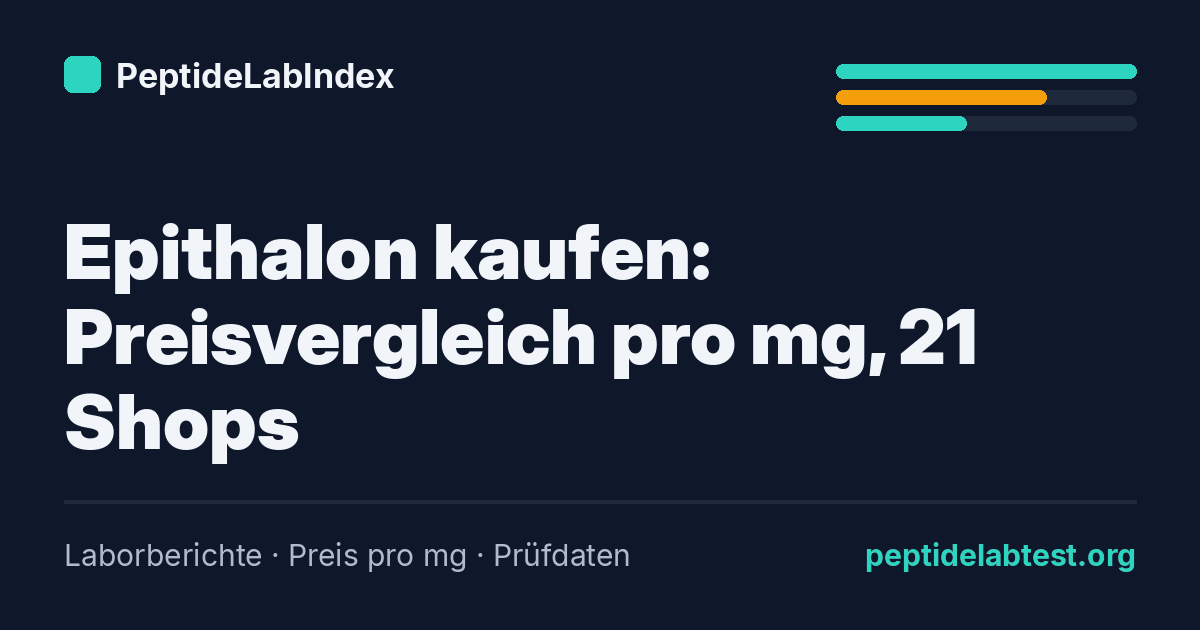 PeptideLabIndex
Epithalon kaufen:
Preisvergleich pro mg, 21
Shops
Laborberichte · Preis pro mg · Prüfdaten
peptidelabtest.org